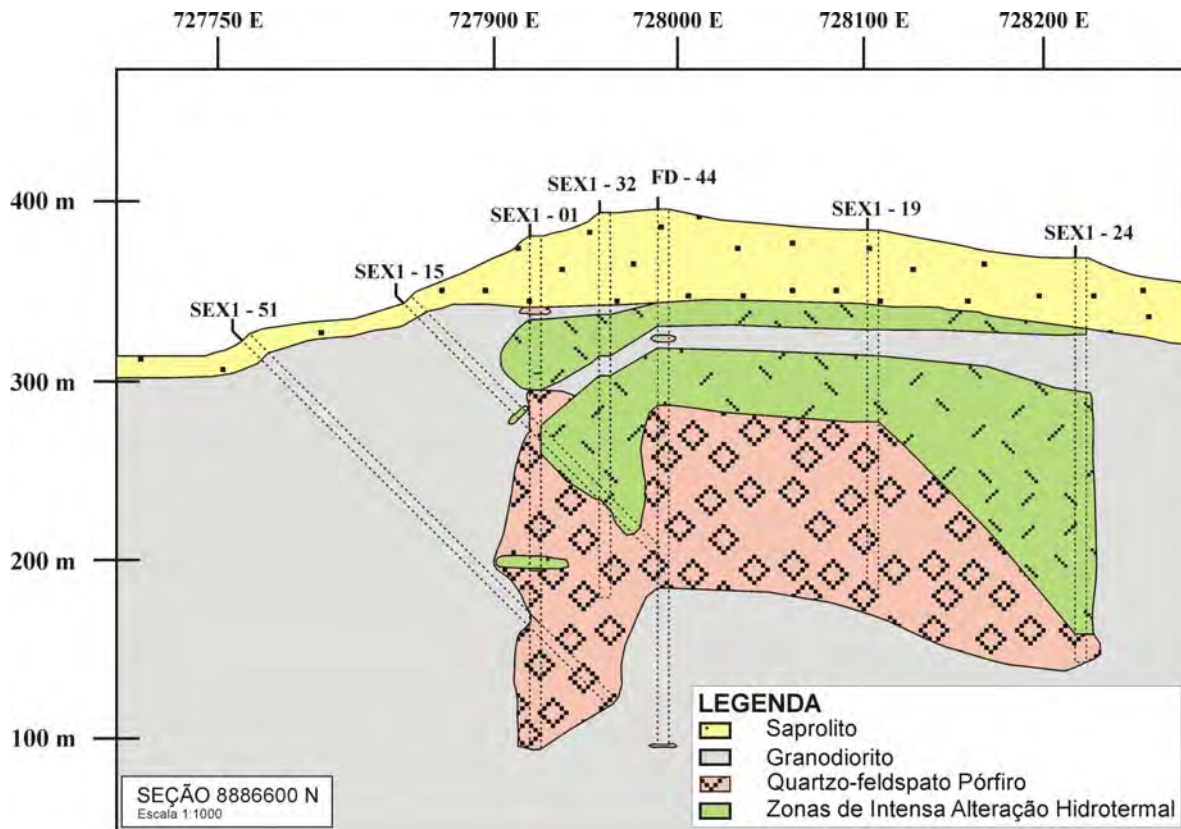 727750 E
727900 E
728000 E
728100 E
728200 E
400 m
SEX1 - 32
FD - 44
SEX1 - 01
SEX1 - 19
SEX1 - 24
SEX1 - 15
SEX1 - 51
300 m
200 m
100 m
LEGENDA
Saprolito
Granodiorito
Quartzo-feldspato Pórfiro
Zonas de Intensa Alteração Hidrotermal
SEÇÃO 8886600 N
Escala 1:1000